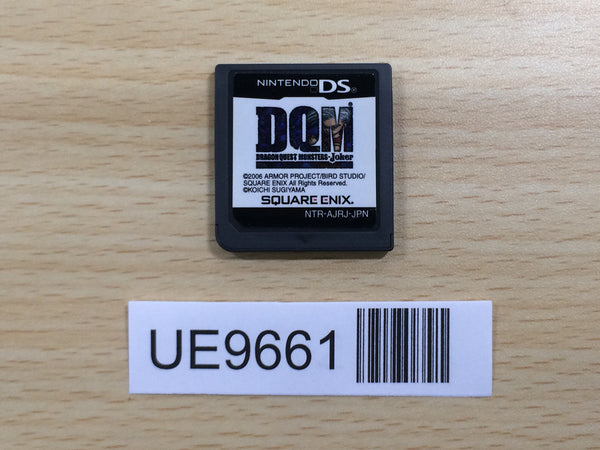 NINTENDO DS
DQMJ
DRAGON QUEST MONSTERS-Joker
©2006 ARMOR PROJECT/BIRD STUDIO/
SQUARE ENIX All Rights Reserved.
©KOICHI SUGIYAMA
SQUARE ENIX.
NTR-AJRJ-JPN
UE9661